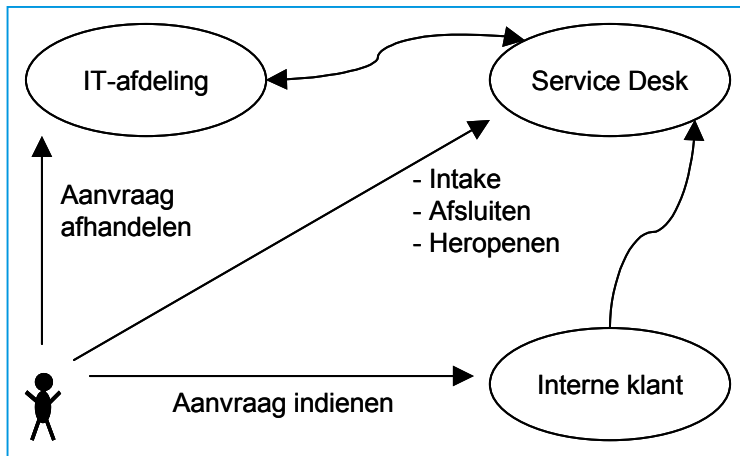 IT-afdeling
Service Desk
Aanvraag
afhandelen
- Intake
- Afsluiten
- Heropenen
Aanvraag indienen
Interne klant